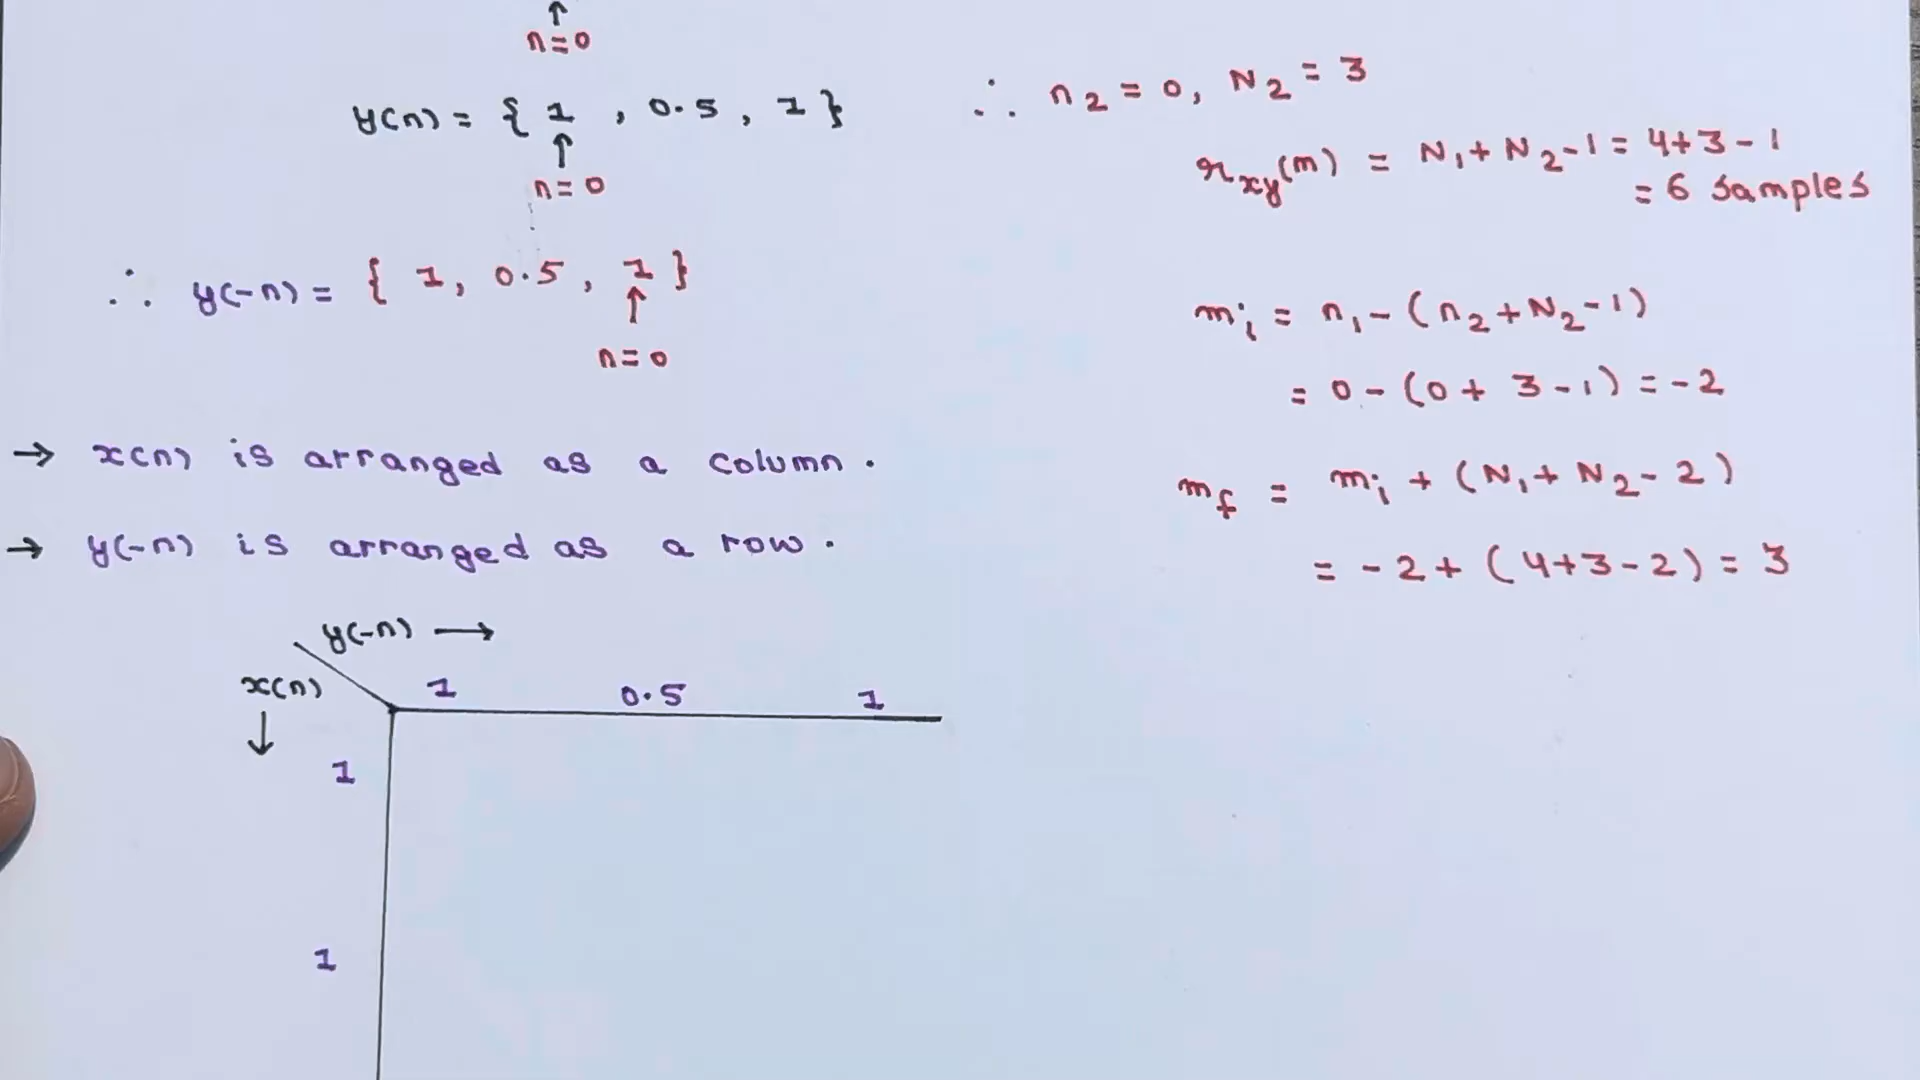 ↑
n=0
y(n) = { 1 , 0.5 , 1 }
↑
n=0
∴ y(-n) = { 1, 0.5, 1 }
↑
n=0
→ x(n) is arranged as a column.
→ y(-n) is arranged as a row.
y(-n) →
x(n) ↓
1 0.5 1
1
1
∴ n₂ = 0, N₂ = 3
r_xy(m) = N₁ + N₂ - 1 = 4+3-1
= 6 samples
mᵢ = n₁ - (n₂ + N₂ - 1)
= 0 - (0 + 3 - 1) = -2
m_f = mᵢ + (N₁ + N₂ - 2)
= -2 + (4+3-2) = 3